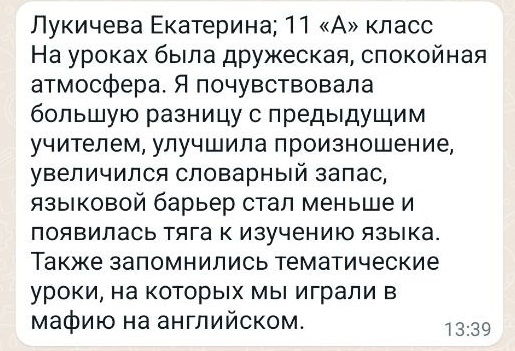 Лукичева Екатерина; 11 «А» класс
На уроках была дружеская, спокойная
атмосфера. Я почувствовала
большую разницу с предыдущим
учителем, улучшила произношение,
увеличился словарный запас,
языковой барьер стал меньше и
появилась тяга к изучению языка.
Также запомнились тематические
уроки, на которых мы играли в
мафию на английском.
13:39